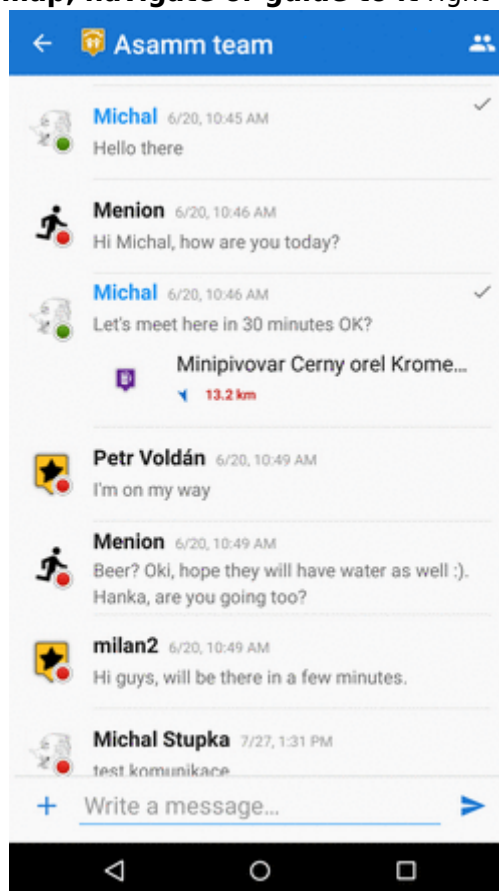 map, navigate or guide to it right
Asamm team
Michal 6/20, 10:45 AM
Hello there
Menion 6/20, 10:46 AM
Hi Michal, how are you today?
Michal 6/20, 10:46 AM
Let's meet here in 30 minutes OK?
Minipivovar Cerny orel Krome...
13.2 km
Petr Voldán 6/20, 10:49 AM
I'm on my way
Menion 6/20, 10:49 AM
Beer? Oki, hope they will have water as well :).
Hanka, are you going too?
milan2 6/20, 10:49 AM
Hi guys, will be there in a few minutes.
Michal Stupka 7/27, 1:31 PM
test komunikace
Write a message...